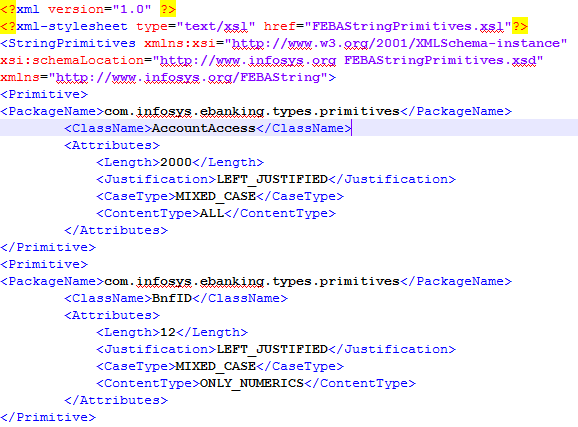 <?xml version="1.0" ?>
<?xml-stylesheet type="text/xsl" href="FEBAStringPrimitives.xsl"?>
<StringPrimitives xmlns:xsi="http://www.w3.org/2001/XMLSchema-instance"
xsi:schemaLocation="http://www.infosys.org FEBAStringPrimitives.xsd"
xmlns="http://www.infosys.org/FEBAString">
<Primitive>
<PackageName>com.infosys.ebanking.types.primitives</PackageName>
<ClassName>AccountAccess</ClassName>
<Attributes>
<Length>2000</Length>
<Justification>LEFT_JUSTIFIED</Justification>
<CaseType>MIXED_CASE</CaseType>
<ContentType>ALL</ContentType>
</Attributes>
</Primitive>
<Primitive>
<PackageName>com.infosys.ebanking.types.primitives</PackageName>
<ClassName>BnfID</ClassName>
<Attributes>
<Length>12</Length>
<Justification>LEFT_JUSTIFIED</Justification>
<CaseType>MIXED_CASE</CaseType>
<ContentType>ONLY_NUMERICS</ContentType>
</Attributes>
</Primitive>